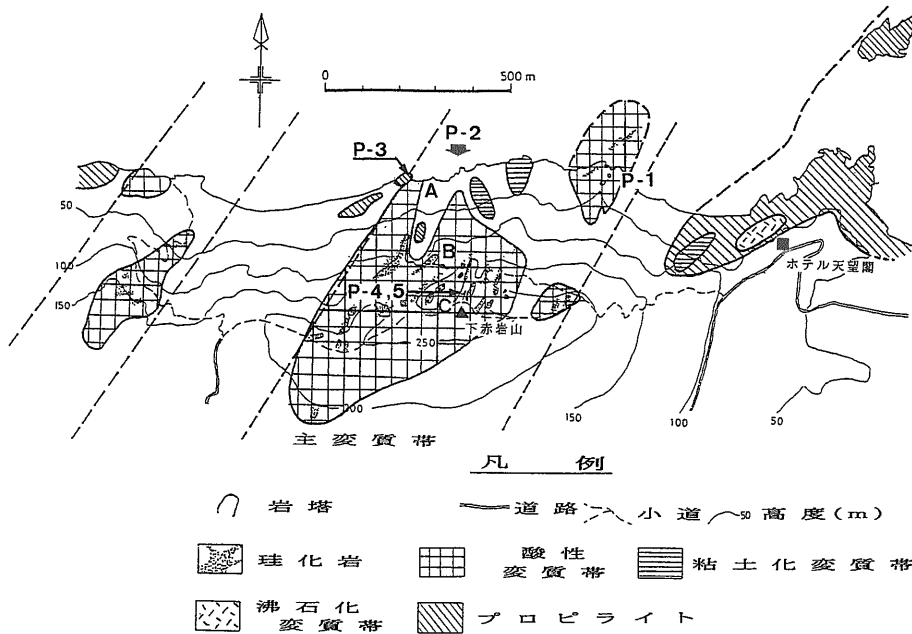 0 500 m
P-2
P-3
P-1
A
50
B
100
ホテル天望閣
150
P-4,5
C
下赤岩山
250
150
100
50
主変質帯
凡例
岩塔
道路
小道
50 高度(m)
珪化岩
酸性
変質帯
粘土化変質帯
沸石化
変質帯
プロピライト